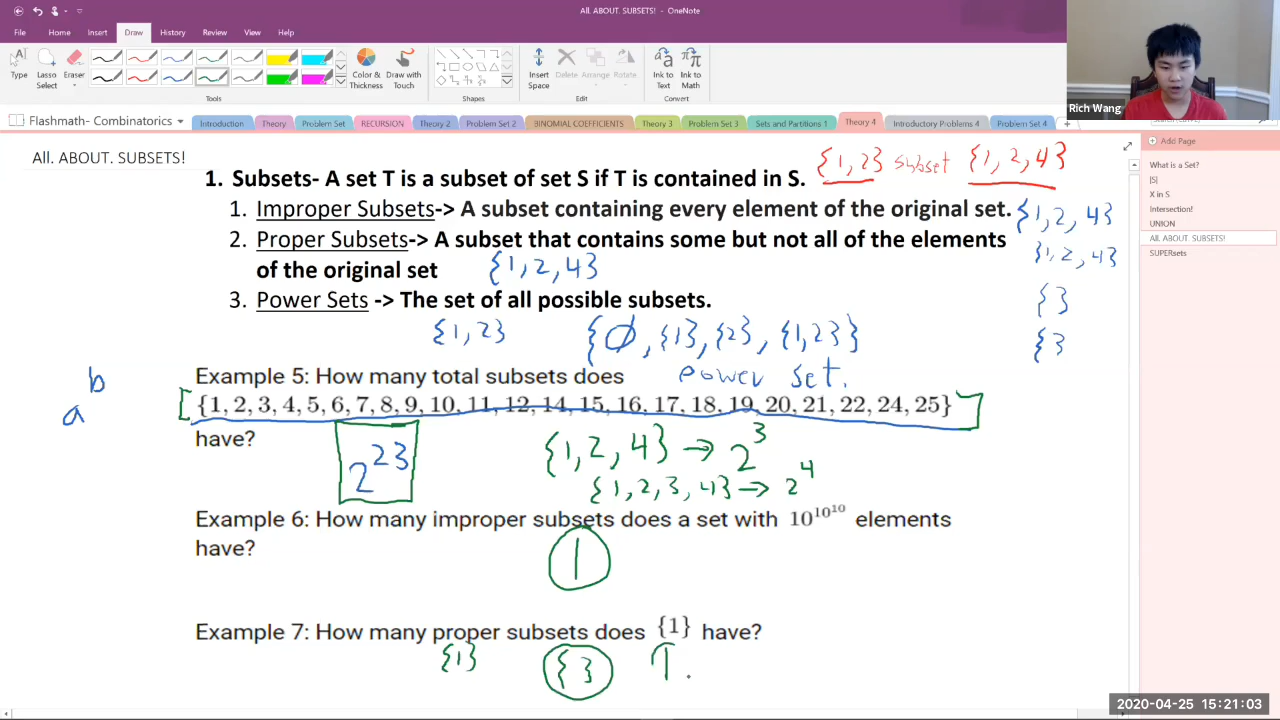 All. ABOUT. SUBSETS! - OneNote
File Home Insert Draw History Review View Help
Type Lasso Select Eraser Color & Thickness Draw with Touch Insert Space Delete Arrange Rotate Ink to Text Ink to Math
Tools Shapes Edit Convert
Rich Wang
Flashmath- Combinatorics Introduction Theory Problem Set RECURSION Theory 2 Problem Set 2 BINOMIAL COEFFICIENTS Theory 3 Problem Set 3 Sets and Partitions 1 Theory 4 Introductory Problems 4 Problem Set 4
Add Page
What is a Set?
|S|
X in S
Intersection!
UNION
All. ABOUT. SUBSETS!
SUPERsets
All. ABOUT. SUBSETS!
{1,2} subset {1,2,4}
1. Subsets- A set T is a subset of set S if T is contained in S.
1. Improper Subsets-> A subset containing every element of the original set. {1,2,4}
2. Proper Subsets-> A subset that contains some but not all of the elements {1,2,4}
of the original set {1,2,4}
3. Power Sets -> The set of all possible subsets. { }
{1,2} {∅, {1}, {2}, {1,2}} { }
Example 5: How many total subsets does power set.
a^b
{1, 2, 3, 4, 5, 6, 7, 8, 9, 10, 11, 12, 14, 15, 16, 17, 18, 19, 20, 21, 22, 24, 25}
have? 2^23 {1,2,4} → 2^3
{1,2,3,4} → 2^4
Example 6: How many improper subsets does a set with 10^10^10 elements
have? 1
Example 7: How many proper subsets does {1} have?
{1} { } 1
2020-04-25 15:21:03